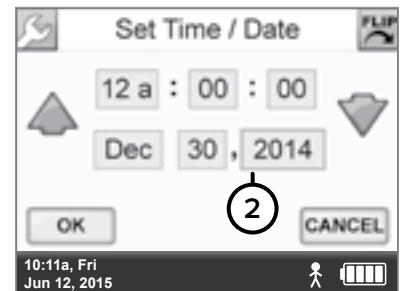 Set Time / Date
FLIP
12 a : 00 : 00
Dec 30 , 2014
2
OK
CANCEL
10:11a, Fri
Jun 12, 2015